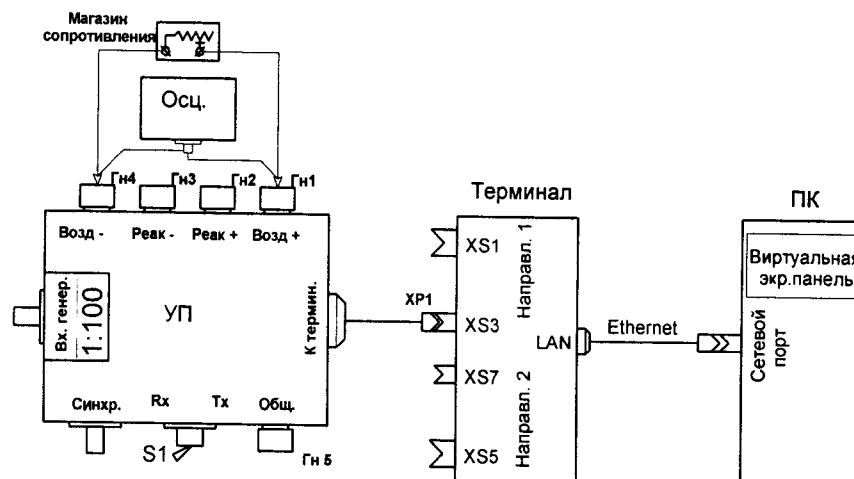 Магазин
сопротивления
Осц.
Гн4
Гн3
Гн2
Гн1
Возд -
Реак -
Реак +
Возд +
Вх. генер.
1:100
УП
К термин.
Синхр.
Rx
Tx
Общ.
S1
Гн 5
Терминал
XS1
Направл. 1
XP1
XS3
LAN
XS7
Направл. 2
XS5
Ethernet
ПК
Виртуальная
экр.панель
Сетевой
порт